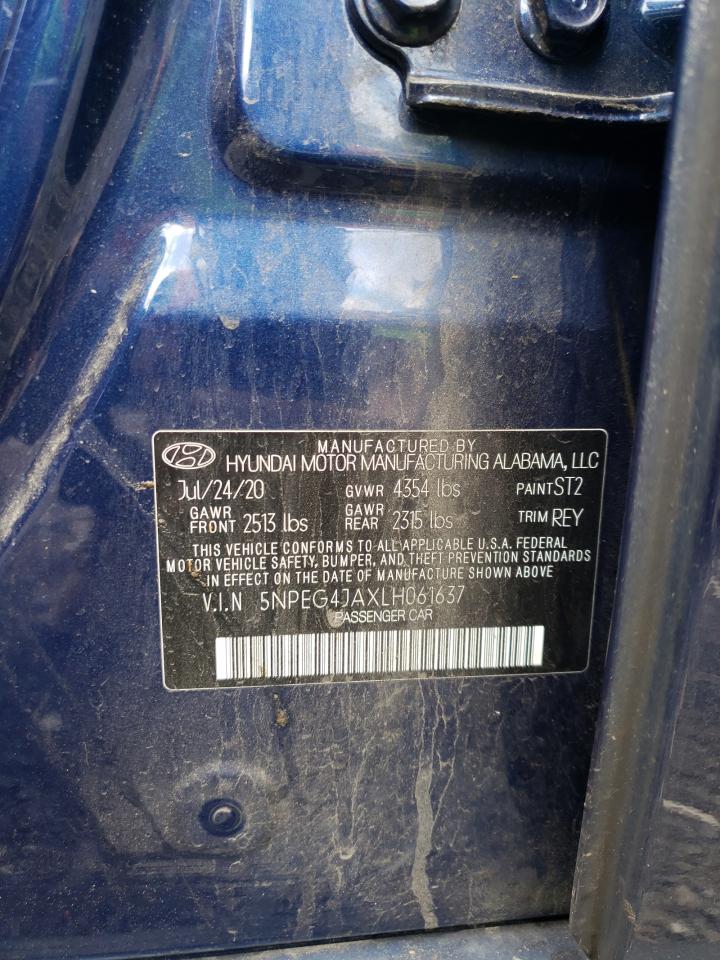 MANUFACTURED BY
HYUNDAI MOTOR MANUFACTURING ALABAMA, LLC
Jul/24/20 GVWR 4354 lbs PAINT ST2
GAWR FRONT 2513 lbs GAWR REAR 2315 lbs TRIM REY
THIS VEHICLE CONFORMS TO ALL APPLICABLE U.S.A. FEDERAL
MOTOR VEHICLE SAFETY, BUMPER, AND THEFT PREVENTION STANDARDS
IN EFFECT ON THE DATE OF MANUFACTURE SHOWN ABOVE
V.I.N 5NPEG4JAXLH061637
PASSENGER CAR